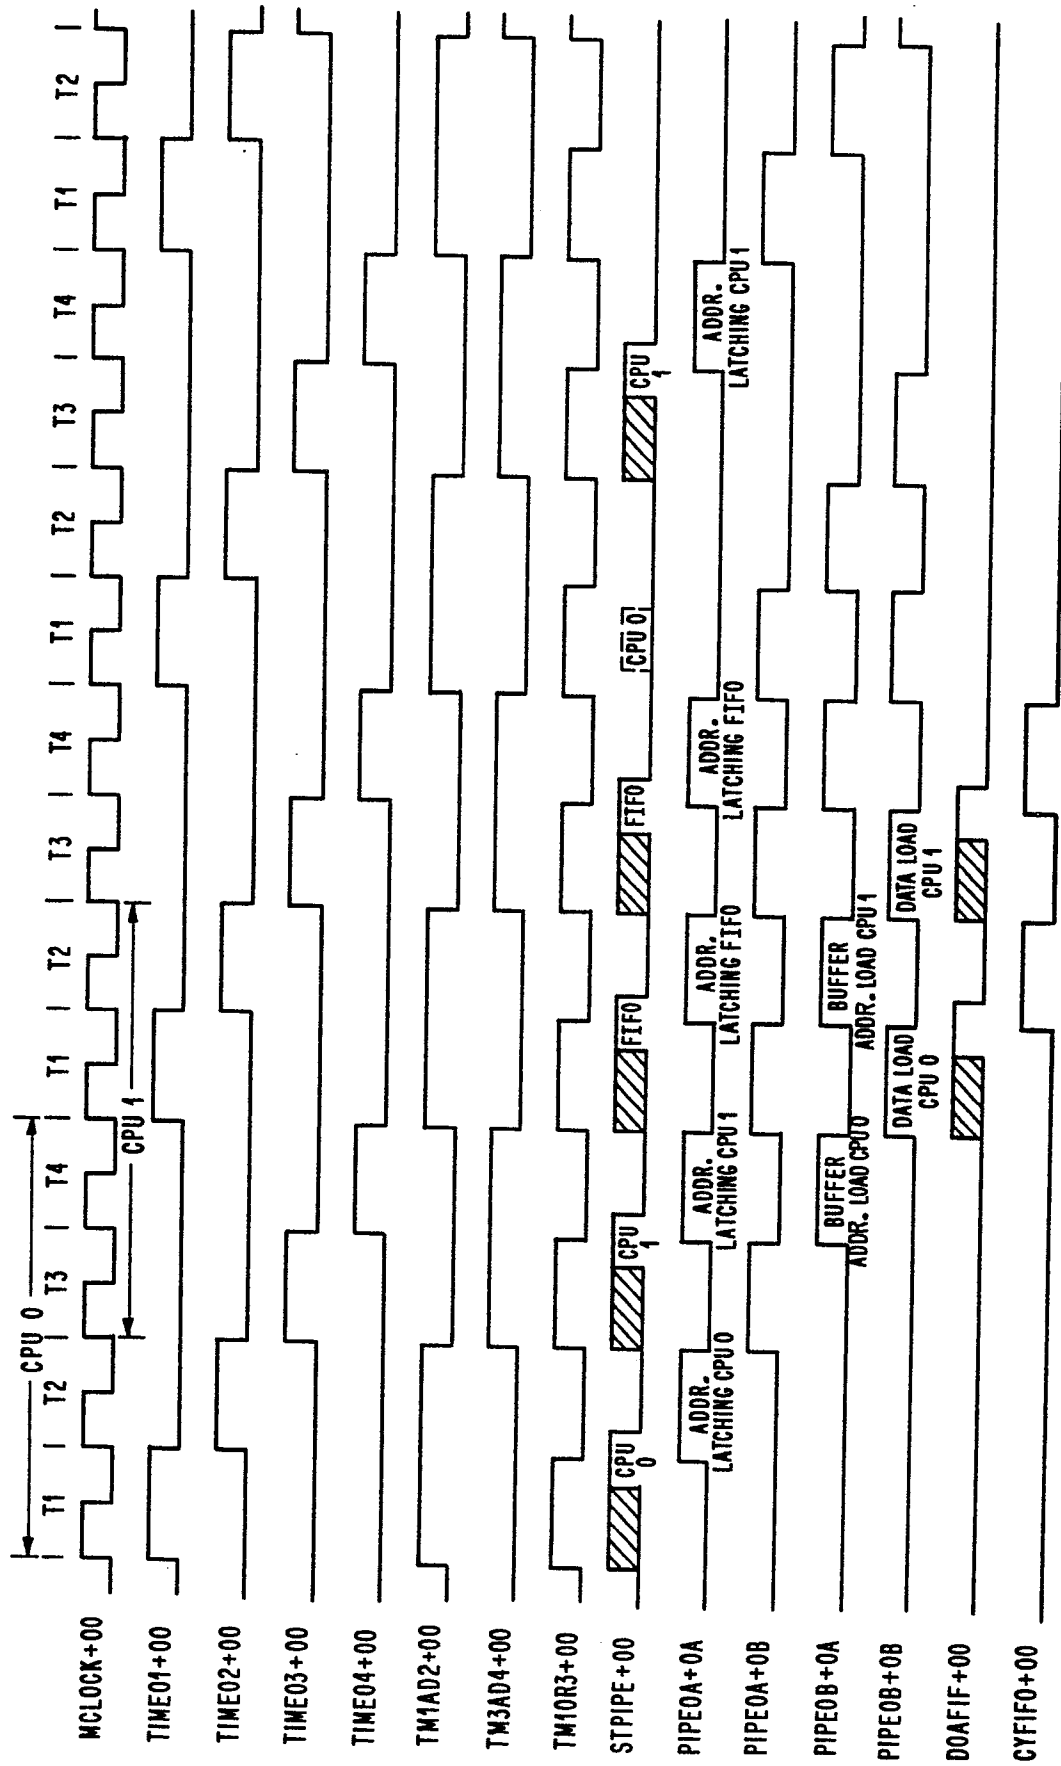 CPU 0
CPU 1
T1 T2 T3 T4 T1 T2 T3 T4 T1 T2 T3 T4 T1 T2
MCLOCK+00
TIME01+00
TIME02+00
TIME03+00
TIME04+00
TM1AD2+00
TM3AD4+00
TM1OR3+00
STPIPE+00
CPU
0
CPU
1
FIFO
FIFO
CPU 0
CPU
1
PIPE0A+0A
ADDR.
LATCHING CPU 0
ADDR.
LATCHING CPU 1
ADDR.
LATCHING FIFO
ADDR.
LATCHING FIFO
ADDR.
LATCHING CPU 1
PIPE0A+0B
PIPE0B+0A
BUFFER
ADDR. LOAD CPU 0
BUFFER
ADDR. LOAD CPU 1
PIPE0B+0B
DATA LOAD
CPU 0
DATA LOAD
CPU 1
DOAFIF+00
CYFIFO+00